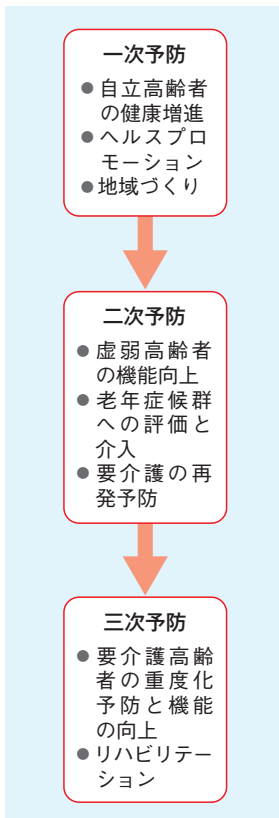 一次予防
●自立高齢者
の健康増進
●ヘルスプロ
モーション
●地域づくり
二次予防
●虚弱高齢者
の機能向上
●老年症候群
への評価と
介入
●要介護の再
発予防
三次予防
●要介護高齢
者の重度化
予防と機能
の向上
●リハビリテー
ション